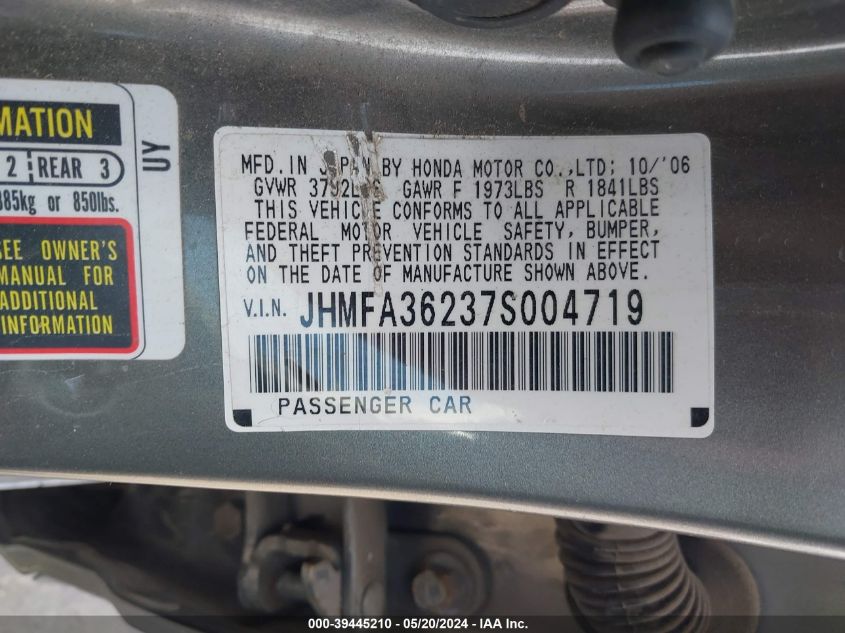 MATION
2 REAR 3
385kg or 850lbs.
SEE OWNER'S
MANUAL FOR
ADDITIONAL
INFORMATION
UY
MFD. IN JAPAN BY HONDA MOTOR CO.,LTD; 10/'06
GVWR 3792LBS GAWR F 1973LBS R 1841LBS
THIS VEHICLE CONFORMS TO ALL APPLICABLE
FEDERAL MOTOR VEHICLE SAFETY, BUMPER,
AND THEFT PREVENTION STANDARDS IN EFFECT
ON THE DATE OF MANUFACTURE SHOWN ABOVE.
V.I.N. JHMFA36237S004719
PASSENGER CAR
000-39445210 - 05/20/2024 - IAA Inc.